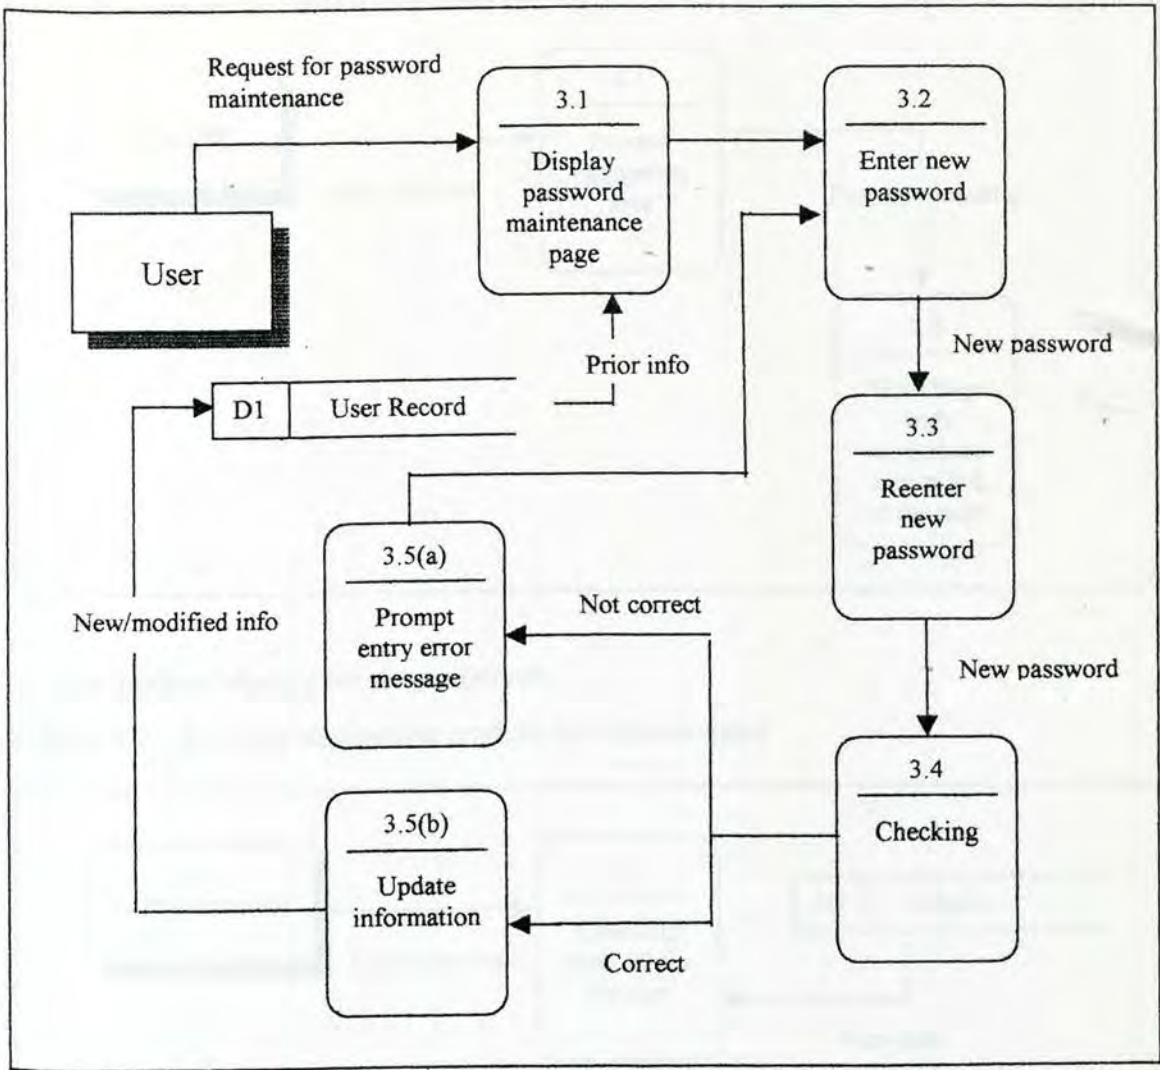 Request for password
maintenance
3.1
Display
password
maintenance
page
3.2
Enter new
password
User
Prior info
New password
D1
User Record
3.3
Reenter
new
password
3.5(a)
Prompt
entry error
message
Not correct
New/modified info
New password
3.4
Checking
3.5(b)
Update
information
Correct